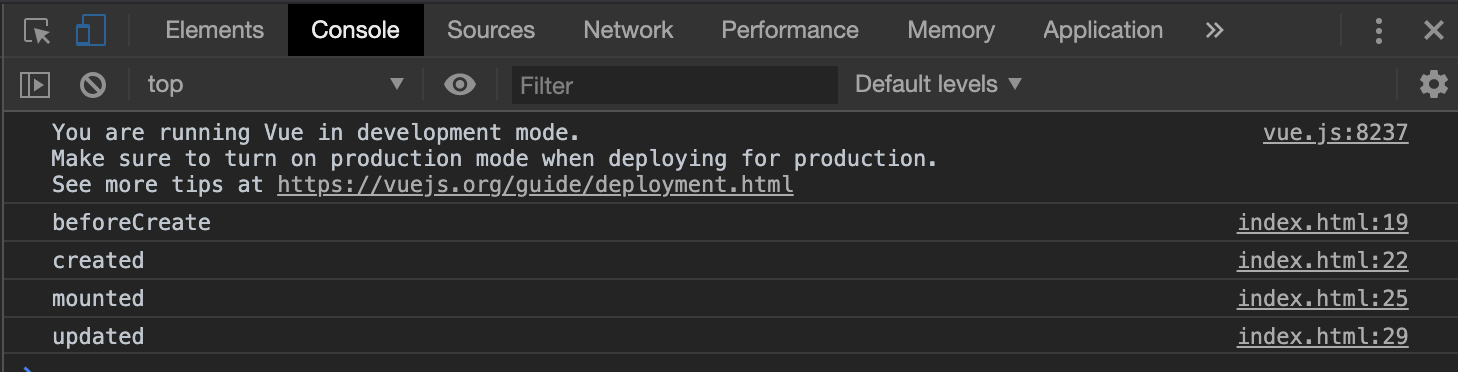 Elements Console Sources Network Performance Memory Application »
top ▼ Filter Default levels ▼
You are running Vue in development mode. vue.js:8237
Make sure to turn on production mode when deploying for production.
See more tips at https://vuejs.org/guide/deployment.html
beforeCreate index.html:19
created index.html:22
mounted index.html:25
updated index.html:29